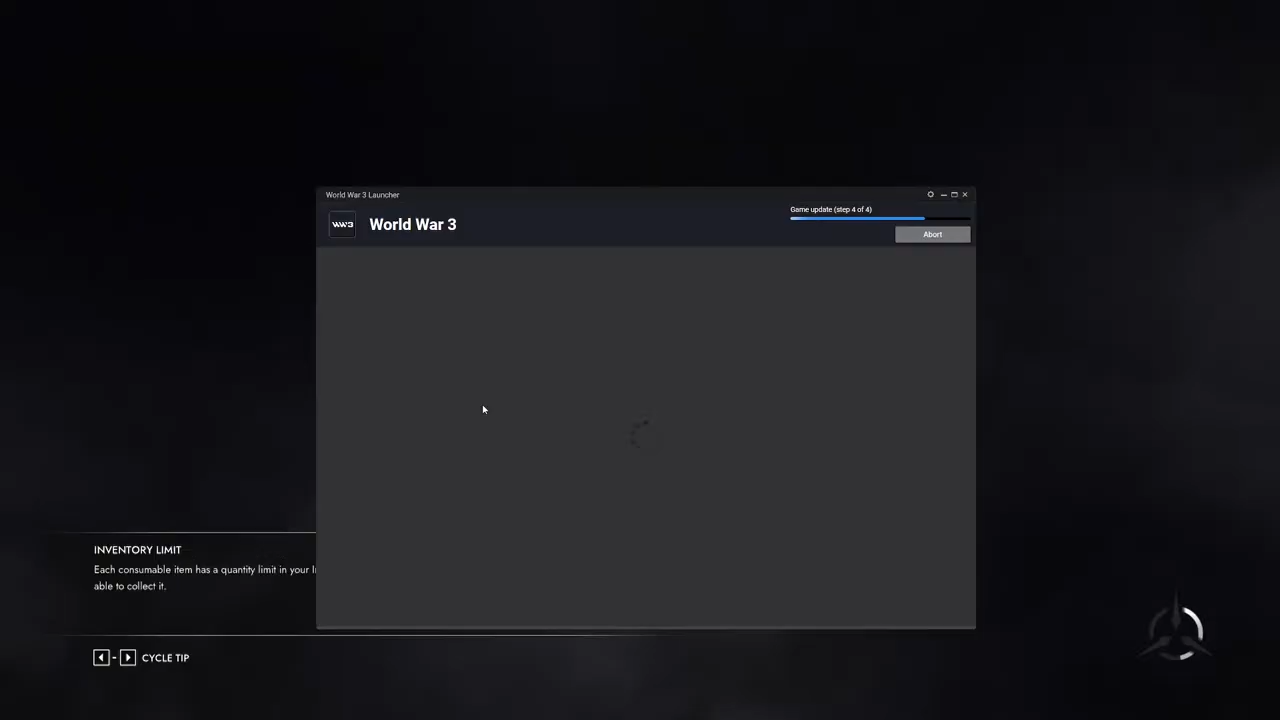 World War 3 Launcher
Game update (step 4 of 4)
WW3
World War 3
Abort
INVENTORY LIMIT
Each consumable item has a quantity limit in your
able to collect it.
- CYCLE TIP